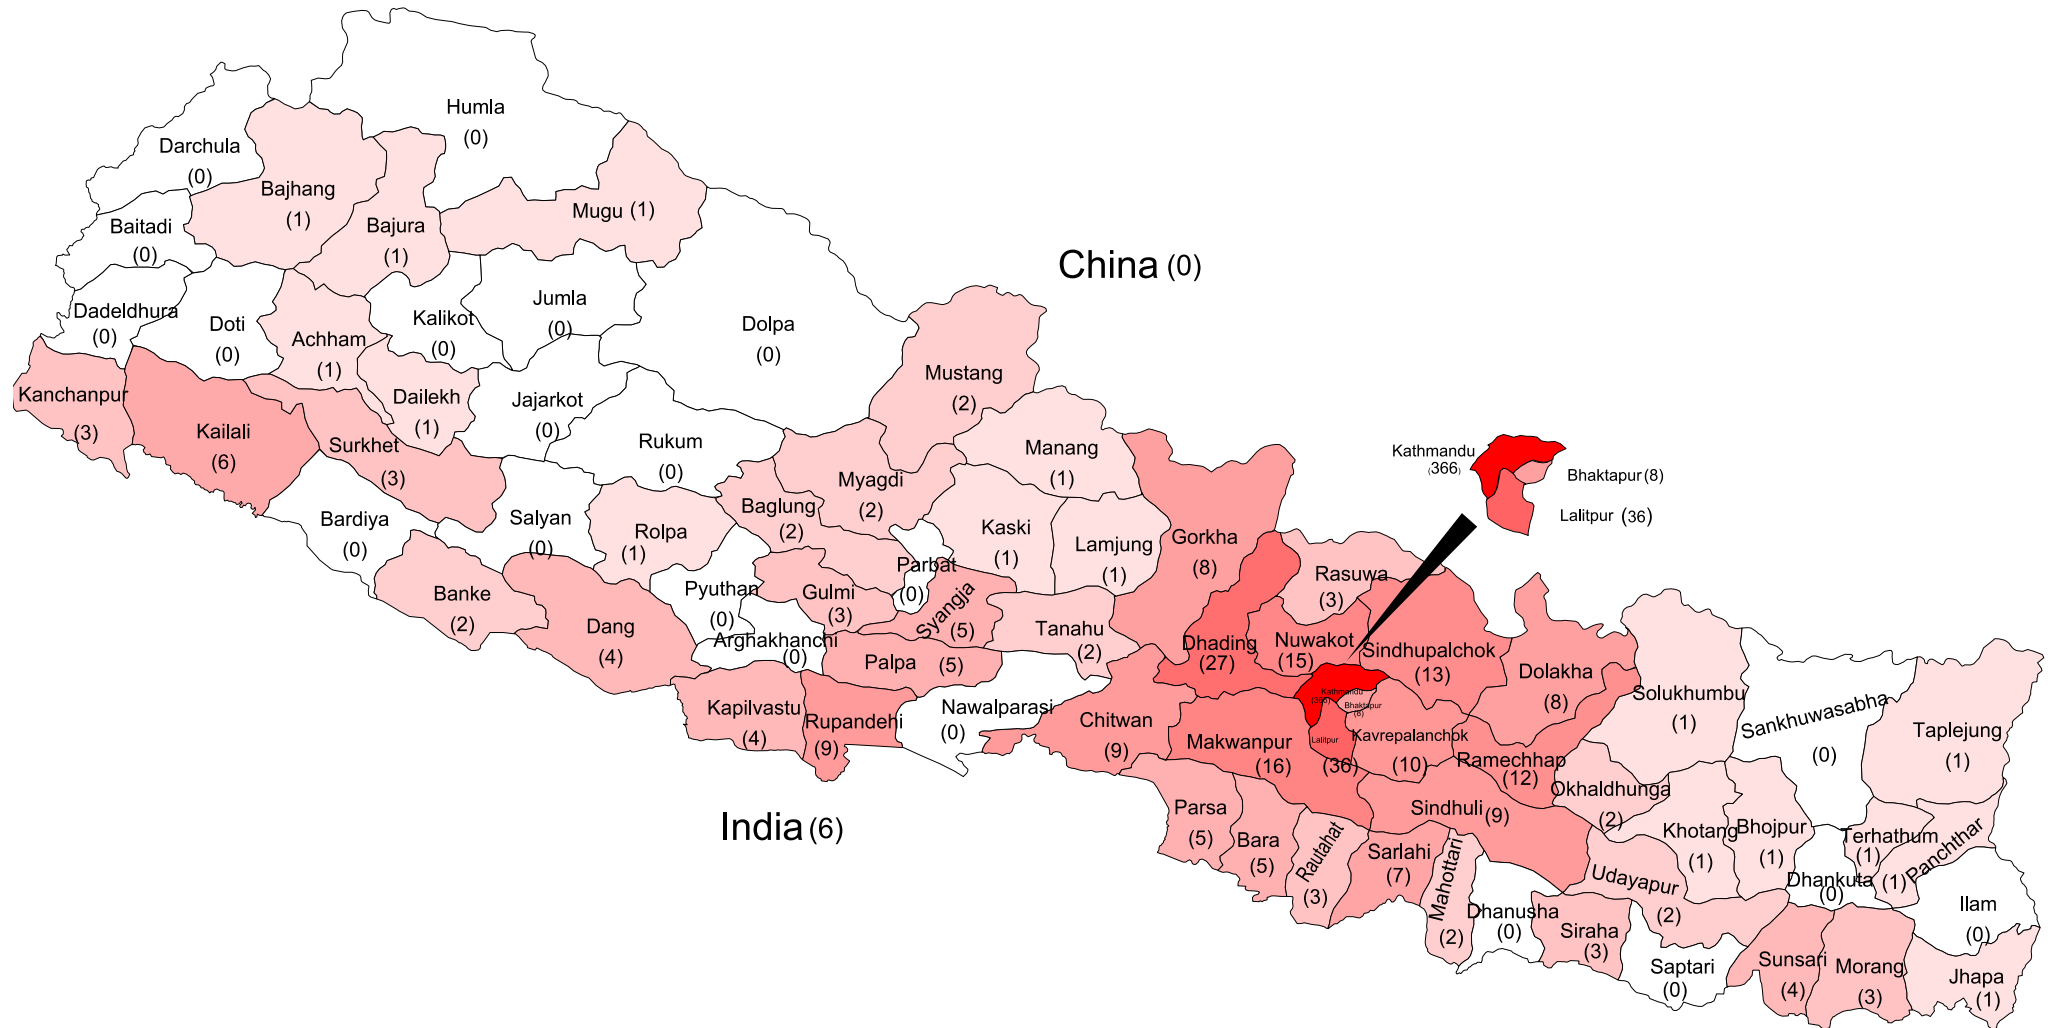 Humla
(0)
Darchula
(0)
Bajhang
(1)
Mugu (1)
Baitadi
(0)
Bajura
(1)
China (0)
Dadeldhura
(0)
Doti
(0)
Achham
(1)
Kalikot
(0)
Jumla
(0)
Dolpa
(0)
Mustang
(2)
Kanchanpur
(3)
Kailali
(6)
Surkhet
(3)
Dailekh
(1)
Jajarkot
(0)
Rukum
(0)
Manang
(1)
Myagdi
(2)
Baglung
(2)
Kathmandu
(366)
Bhaktapur (8)
Lalitpur (36)
Bardiya
(0)
Salyan
(0)
Rolpa
(1)
Kaski
(1)
Lamjung
(1)
Gorkha
(8)
Parbat
(0)
Rasuwa
(3)
Banke
(2)
Dang
(4)
Pyuthan
(0)
Gulmi
(3)
Syangja
(5)
Tanahu
(2)
Arghakhanchi
(0)
Palpa (5)
Dhading
(27)
Nuwakot
(15)
Sindhupalchok
(13)
Dolakha
(8)
Solukhumbu
(1)
Sankhuwasabha
(0)
Taplejung
(1)
Kapilvastu
(4)
Rupandehi
(9)
Nawalparasi
(0)
Chitwan
(9)
Kathmandu
(366)
Bhaktapur
(8)
Lalitpur
(36)
Makwanpur
(16)
Kavrepalanchok
(10)
Ramechhap
(12)
Okhaldhunga
(2)
India (6)
Parsa
(5)
Bara
(5)
Rautahat
(3)
Sarlahi
(7)
Sindhuli (9)
Mahottari
(2)
Khotang
(1)
Bhojpur
(1)
Terhathum
(1)
Panchthar
(1)
Dhankuta
(0)
Udayapur
(2)
Ilam
(0)
Dhanusha
(0)
Siraha
(3)
Saptari
(0)
Sunsari
(4)
Morang
(3)
Jhapa
(1)